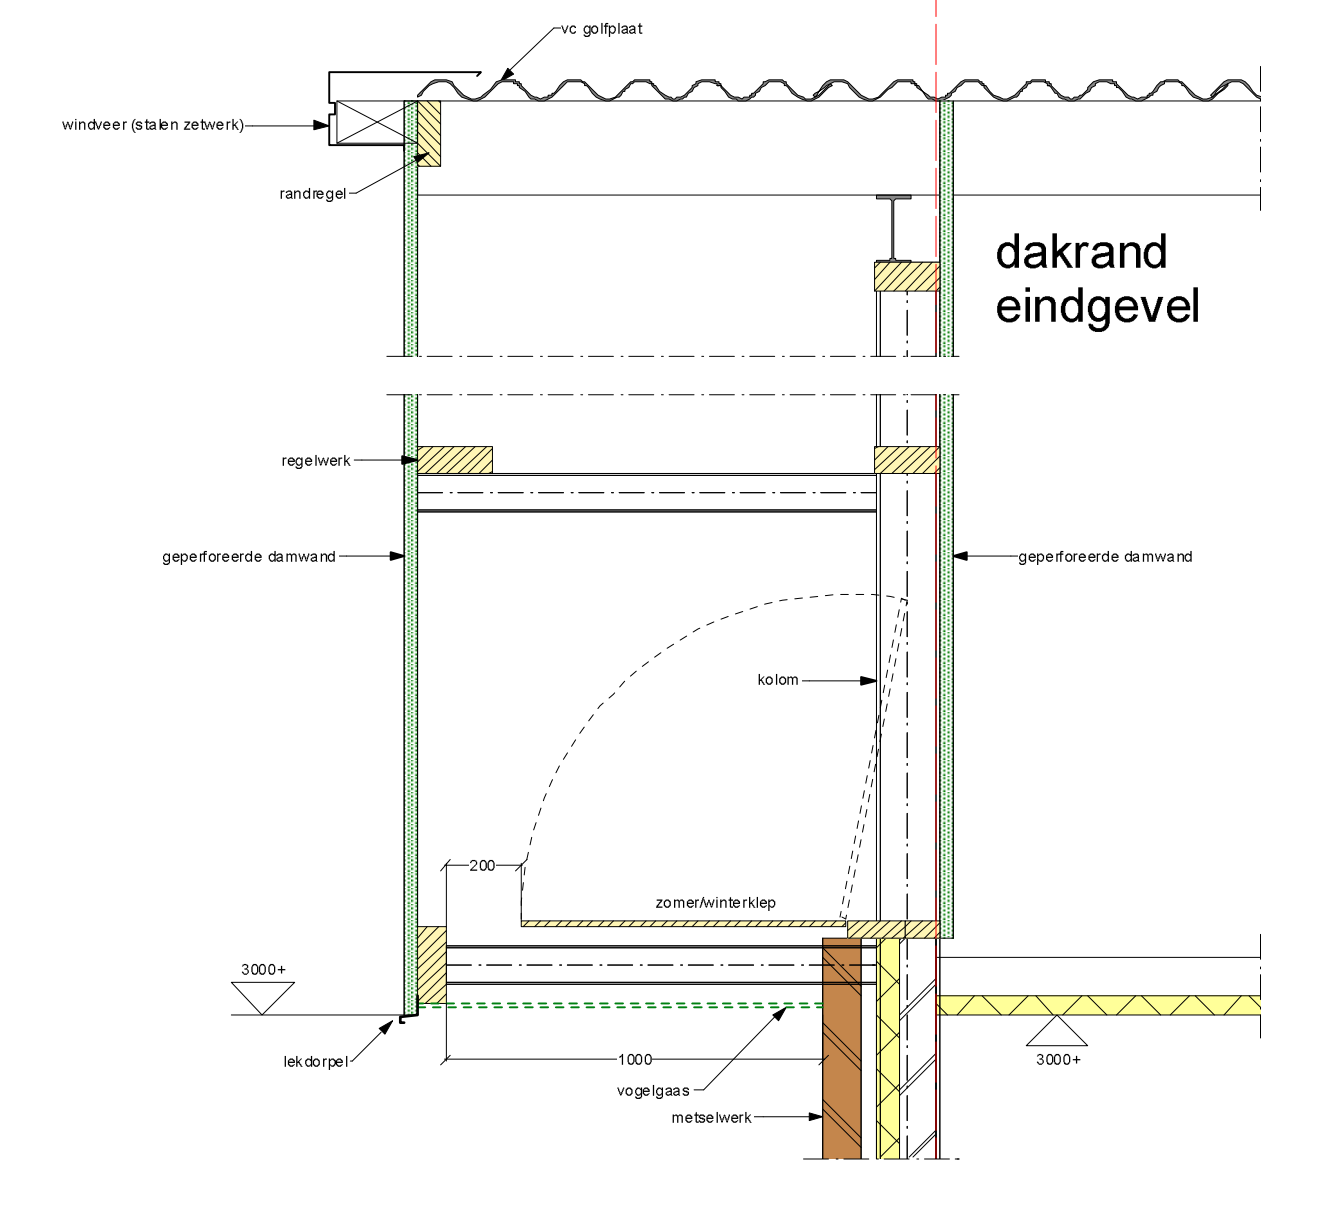 vc golfplaat
windveer (stalen zetwerk)
randregel
dakrand
eindgevel
regelwerk
geperforeerde damwand
geperforeerde damwand
kolom
200
zomer/winterklep
3000+
lekdorpel
1000
3000+
vogelgaas
metselwerk